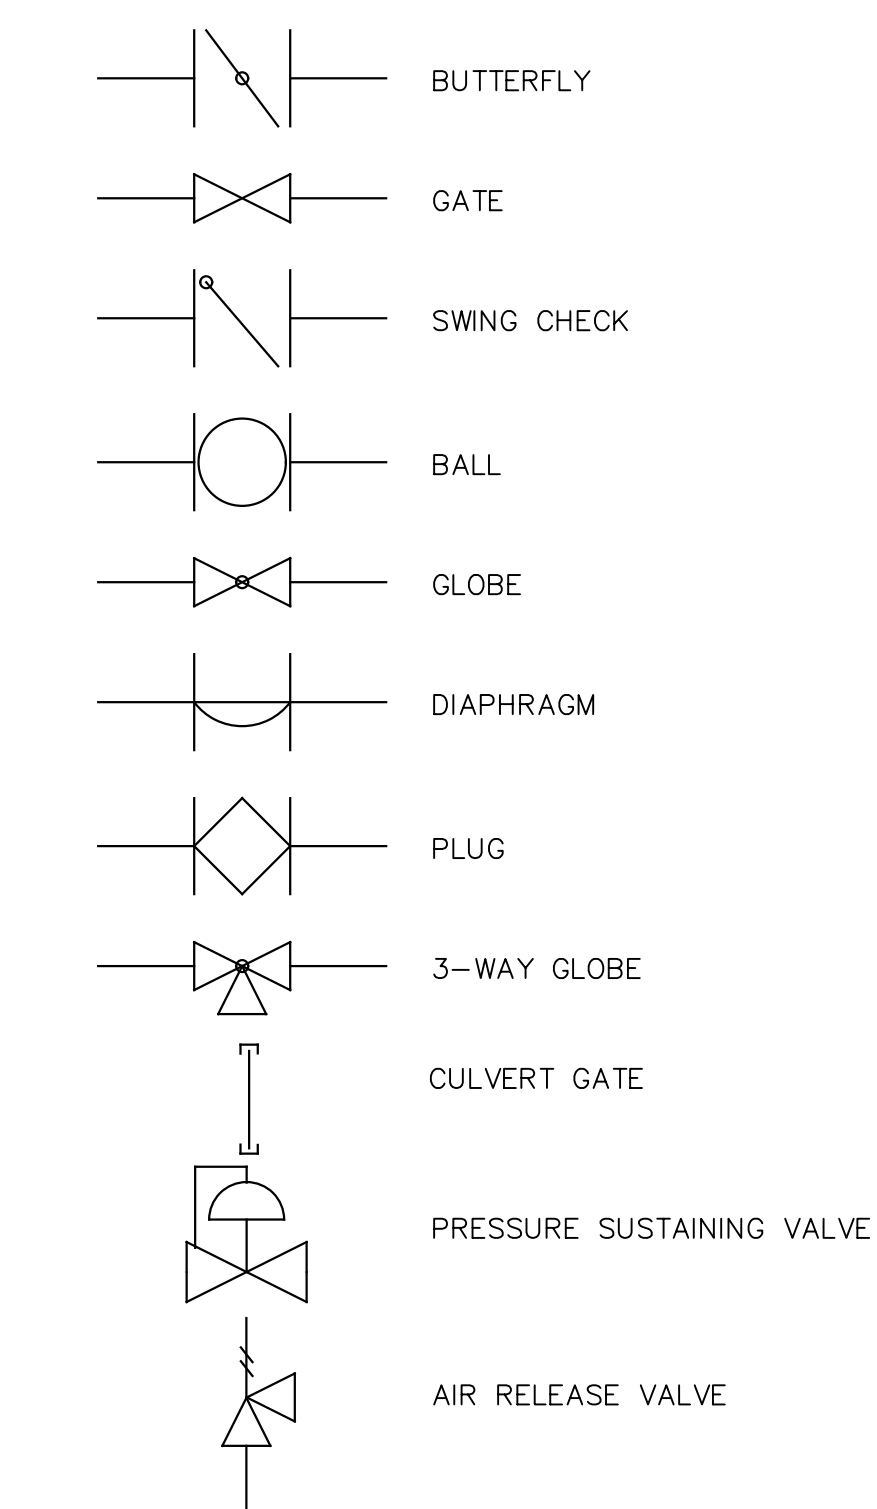 BUTTERFLY
GATE
SWING CHECK
BALL
GLOBE
DIAPHRAGM
PLUG
3-WAY GLOBE
CULVERT GATE
PRESSURE SUSTAINING VALVE
AIR RELEASE VALVE